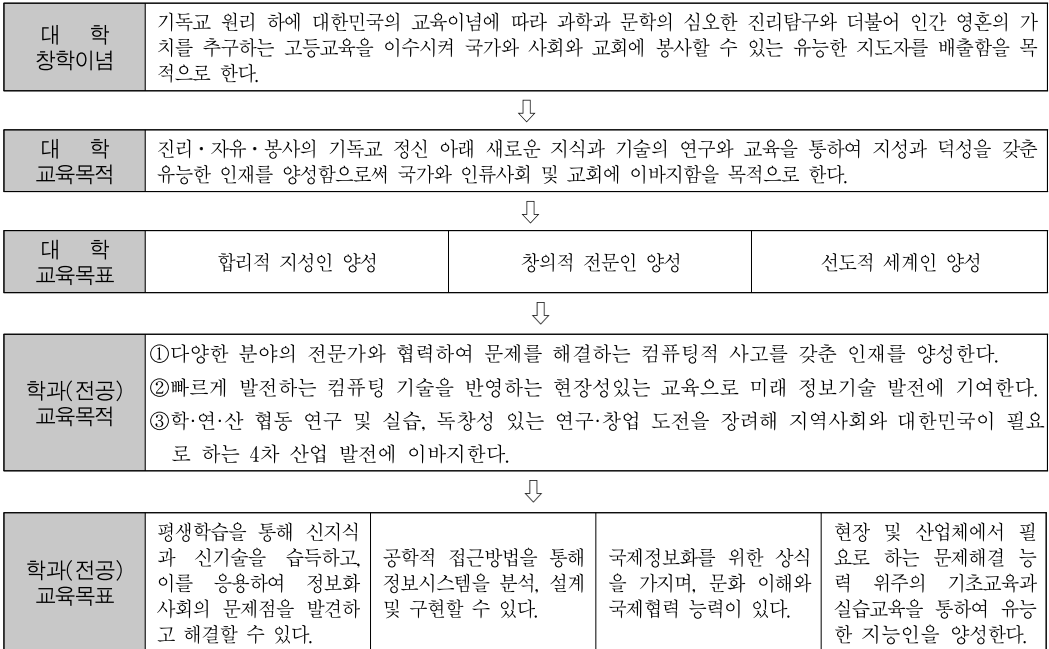 대 학
창학이념
기독교 원리 하에 대한민국의 교육이념에 따라 과학과 문학의 심오한 진리탐구와 더불어 인간 영혼의 가
치를 추구하는 고등교육을 이수시켜 국가와 사회와 교회에 봉사할 수 있는 유능한 지도자를 배출함을 목
적으로 한다.
⇩
대 학
교육목적
진리・자유・봉사의 기독교 정신 아래 새로운 지식과 기술의 연구와 교육을 통하여 지성과 덕성을 갖춘
유능한 인재를 양성함으로써 국가와 인류사회 및 교회에 이바지함을 목적으로 한다.
⇩
대 학
교육목표
합리적 지성인 양성
창의적 전문인 양성
선도적 세계인 양성
⇩
학과(전공)
교육목적
①다양한 분야의 전문가와 협력하여 문제를 해결하는 컴퓨팅적 사고를 갖춘 인재를 양성한다.
②빠르게 발전하는 컴퓨팅 기술을 반영하는 현장성있는 교육으로 미래 정보기술 발전에 기여한다.
③학·연·산 협동 연구 및 실습, 독창성 있는 연구·창업 도전을 장려해 지역사회와 대한민국이 필요
로 하는 4차 산업 발전에 이바지한다.
⇩
학과(전공)
교육목표
평생학습을 통해 신지식
과 신기술을 습득하고,
이를 응용하여 정보화
사회의 문제점을 발견하
고 해결할 수 있다.
공학적 접근방법을 통해
정보시스템을 분석, 설계
및 구현할 수 있다.
국제정보화를 위한 상식
을 가지며, 문화 이해와
국제협력 능력이 있다.
현장 및 산업체에서 필
요로 하는 문제해결 능
력 위주의 기초교육과
실습교육을 통하여 유능
한 지능인을 양성한다.